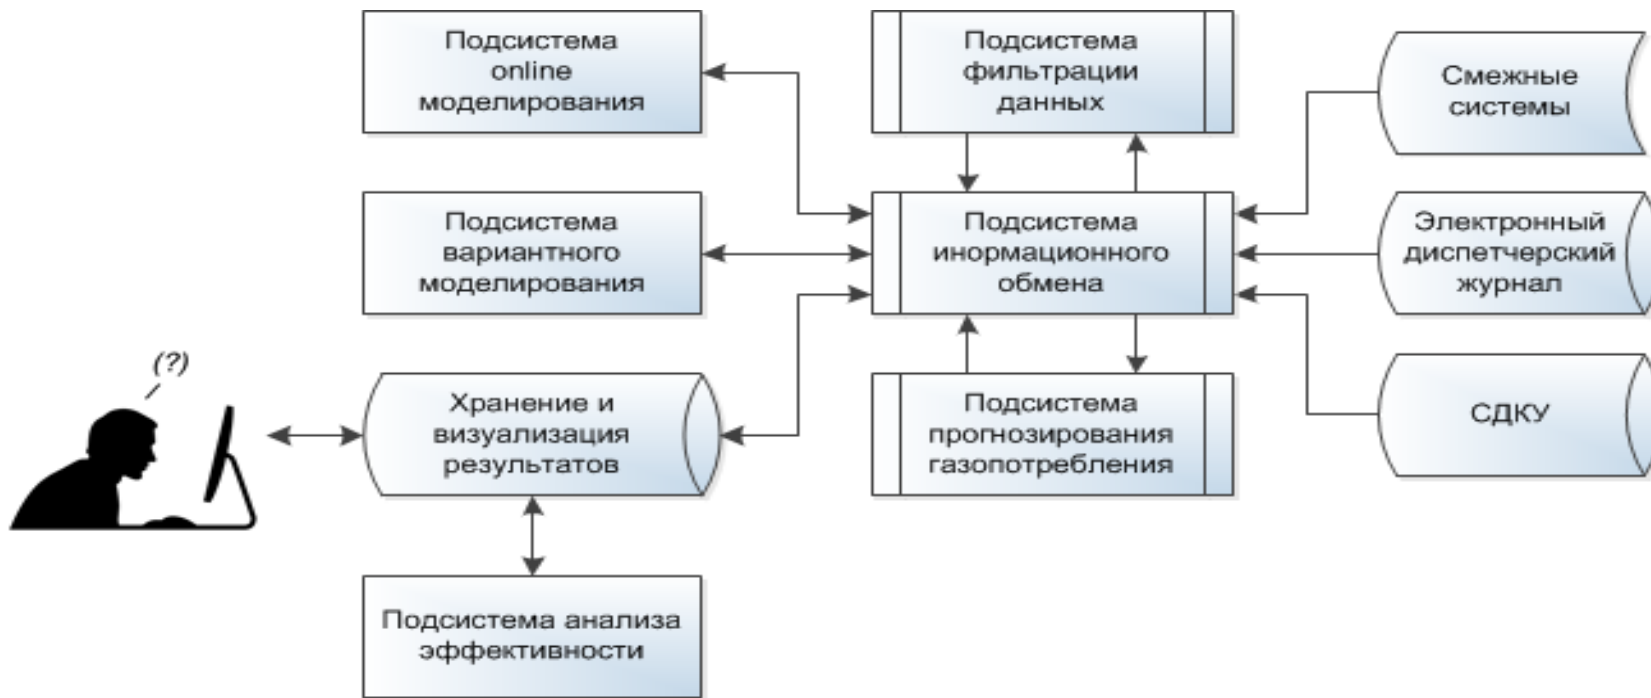 Подсистема
online
моделирования
Подсистема
фильтрации
данных
Смежные
системы
Подсистема
вариантного
моделирования
Подсистема
инормационного
обмена
Электронный
диспетчерский
журнал
(?)
Хранение и
визуализация
результатов
Подсистема
прогнозирования
газопотребления
СДКУ
Подсистема анализа
эффективности